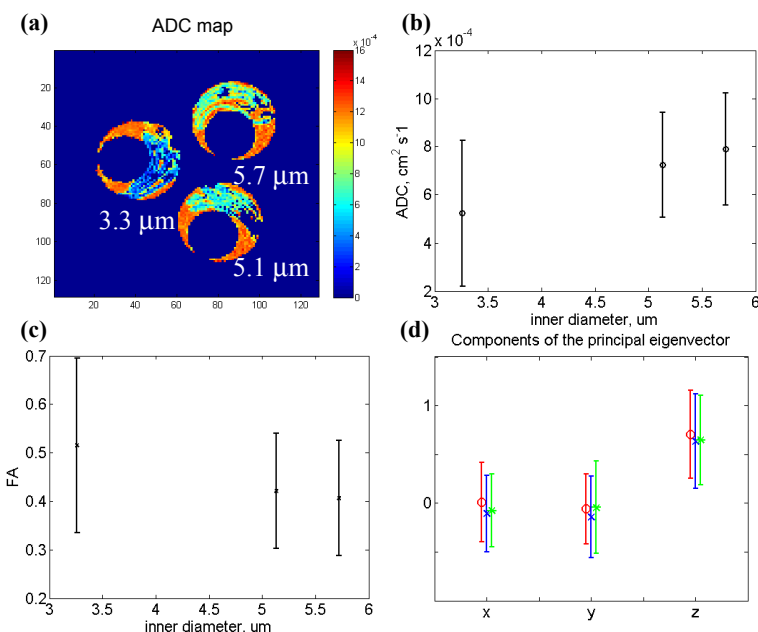 (a)
ADC map
× 10⁻⁴
16
14
12
10
8
6
4
2
0
20
40
60
80
100
120
20 40 60 80 100 120
5.7 µm
3.3 µm
5.1 µm
(b)
× 10⁻⁴
12
10
8
6
4
2
ADC, cm² s⁻¹
3 3.5 4 4.5 5 5.5 6
inner diameter, um
(c)
0.7
0.6
0.5
0.4
0.3
0.2
FA
3 3.5 4 4.5 5 5.5 6
inner diameter, um
(d)
Components of the principal eigenvector
1
0
x y z